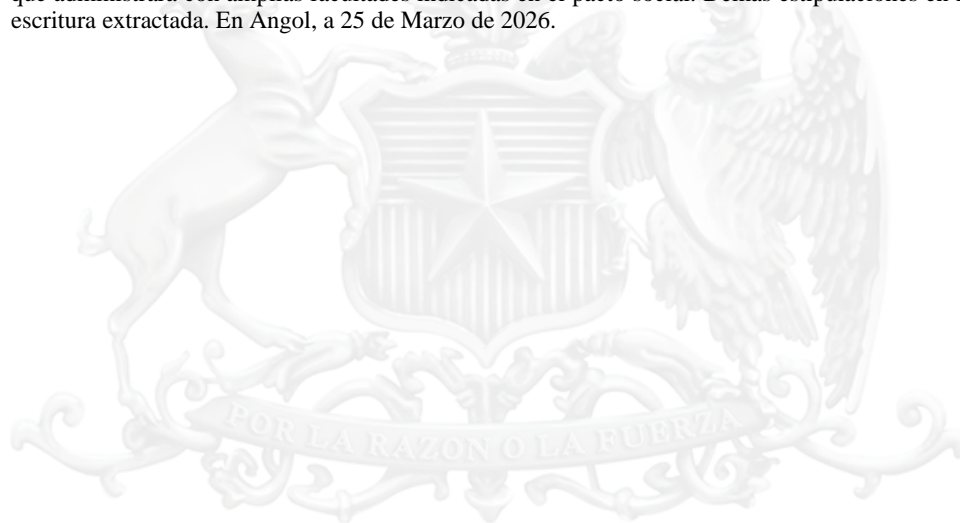 que administrará con amplias facultades indicadas en el pacto social. Demás estipulaciones en
escritura extractada. En Angol, a 25 de Marzo de 2026.
POR LA RAZON O LA FUERZA